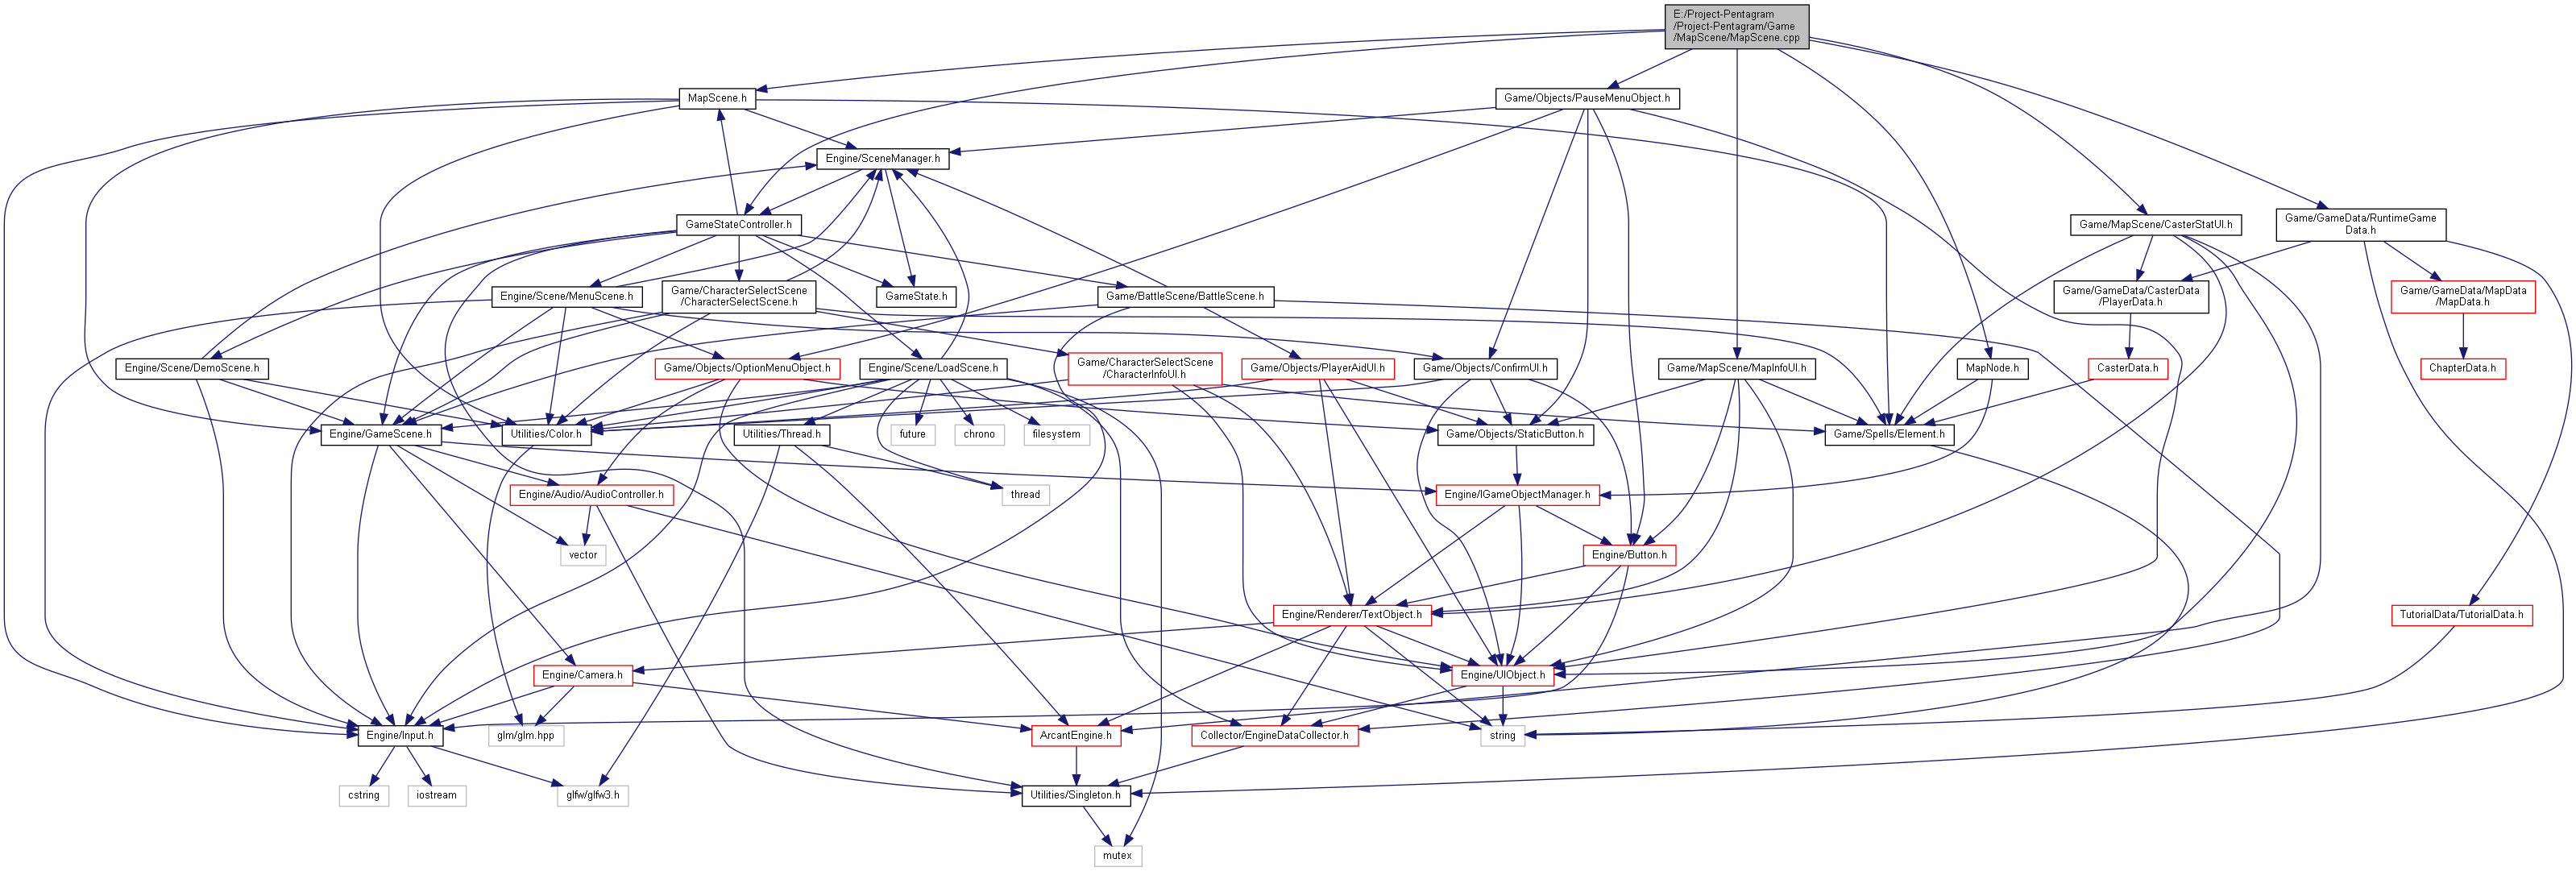 E:/Project-Pentagram
/Project-Pentagram/Game
/MapScene/MapScene.cpp
MapScene.h
Game/Objects/PauseMenuObject.h
Engine/SceneManager.h
GameStateController.h
Game/MapScene/CasterStatUI.h
Game/GameData/RuntimeGame
Data.h
Engine/Scene/MenuScene.h
Game/CharacterSelectScene
/CharacterSelectScene.h
GameState.h
Game/BattleScene/BattleScene.h
Game/GameData/CasterData
/PlayerData.h
Game/GameData/MapData
/MapData.h
Engine/Scene/DemoScene.h
Game/Objects/OptionMenuObject.h
Engine/Scene/LoadScene.h
Game/CharacterSelectScene
/CharacterInfoUI.h
Game/Objects/PlayerAidUI.h
Game/Objects/ConfirmUI.h
Game/MapScene/MapInfoUI.h
MapNode.h
CasterData.h
ChapterData.h
Engine/GameScene.h
Utilities/Color.h
Utilities/Thread.h
future
chrono
filesystem
Game/Objects/StaticButton.h
Game/Spells/Element.h
Engine/Audio/AudioController.h
thread
Engine/IGameObjectManager.h
vector
Engine/Button.h
Engine/Renderer/TextObject.h
TutorialData/TutorialData.h
Engine/Camera.h
Engine/UIObject.h
Engine/Input.h
glm/glm.hpp
ArcantEngine.h
Collector/EngineDataCollector.h
string
cstring
iostream
glfw/glfw3.h
Utilities/Singleton.h
mutex